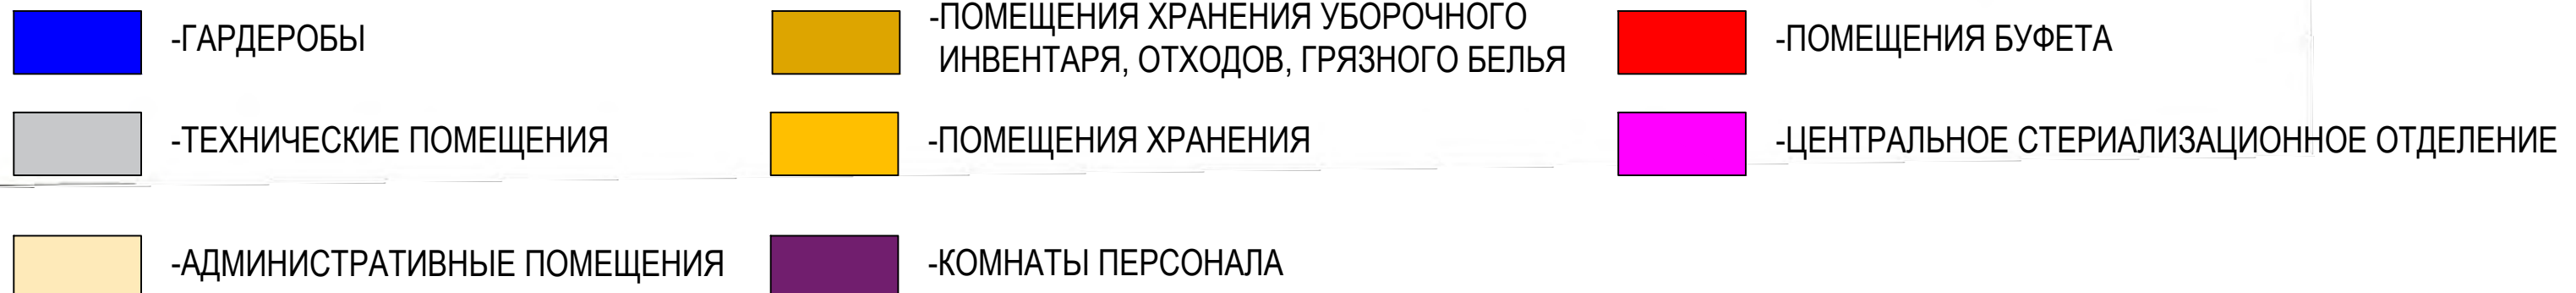 -ГАРДЕРОБЫ
-ПОМЕЩЕНИЯ ХРАНЕНИЯ УБОРОЧНОГО
ИНВЕНТАРЯ, ОТХОДОВ, ГРЯЗНОГО БЕЛЬЯ
-ПОМЕЩЕНИЯ БУФЕТА
-ТЕХНИЧЕСКИЕ ПОМЕЩЕНИЯ
-ПОМЕЩЕНИЯ ХРАНЕНИЯ
-ЦЕНТРАЛЬНОЕ СТЕРИАЛИЗАЦИОННОЕ ОТДЕЛЕНИЕ
-АДМИНИСТРАТИВНЫЕ ПОМЕЩЕНИЯ
-КОМНАТЫ ПЕРСОНАЛА